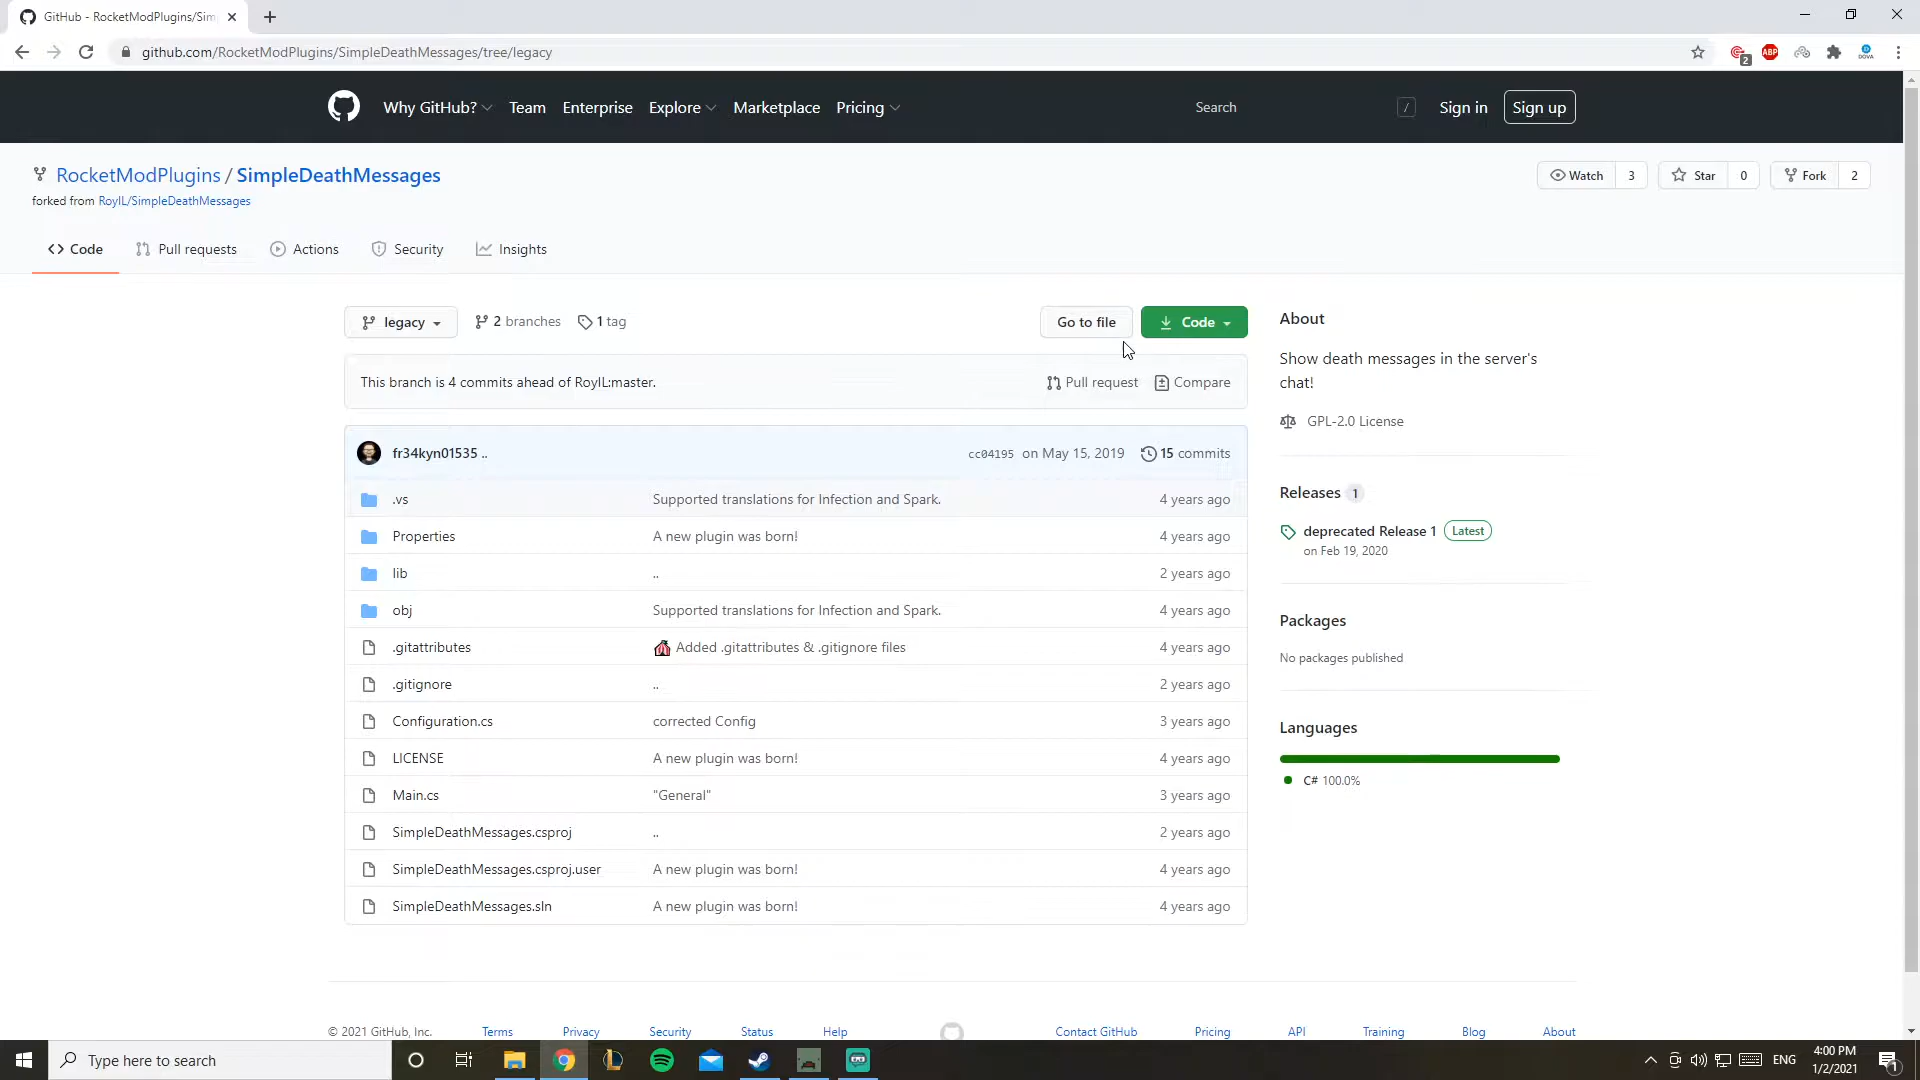 GitHub - RocketModPlugins/Sim
github.com/RocketModPlugins/SimpleDeathMessages/tree/legacy
2
ABP
DOVA
Why GitHub? Team Enterprise Explore Marketplace Pricing
Search
/
Sign in
Sign up
RocketModPlugins / SimpleDeathMessages
Watch 3
Star 0
Fork 2
forked from RoyIL/SimpleDeathMessages
Code
Pull requests
Actions
Security
Insights
legacy
2 branches
1 tag
Go to file
Code
This branch is 4 commits ahead of RoyIL:master.
Pull request
Compare
fr34kyn01535 ..
cc04195 on May 15, 2019
15 commits
.vs Supported translations for Infection and Spark. 4 years ago
Properties A new plugin was born! 4 years ago
lib .. 2 years ago
obj Supported translations for Infection and Spark. 4 years ago
.gitattributes Added .gitattributes & .gitignore files 4 years ago
.gitignore .. 2 years ago
Configuration.cs corrected Config 3 years ago
LICENSE A new plugin was born! 4 years ago
Main.cs "General" 3 years ago
SimpleDeathMessages.csproj .. 2 years ago
SimpleDeathMessages.csproj.user A new plugin was born! 4 years ago
SimpleDeathMessages.sln A new plugin was born! 4 years ago
About
Show death messages in the server's
chat!
GPL-2.0 License
Releases 1
deprecated Release 1 Latest
on Feb 19, 2020
Packages
No packages published
Languages
C# 100.0%
© 2021 GitHub, Inc. Terms Privacy Security Status Help Contact GitHub Pricing API Training Blog About
Type here to search
ENG
4:00 PM
1/2/2021
1